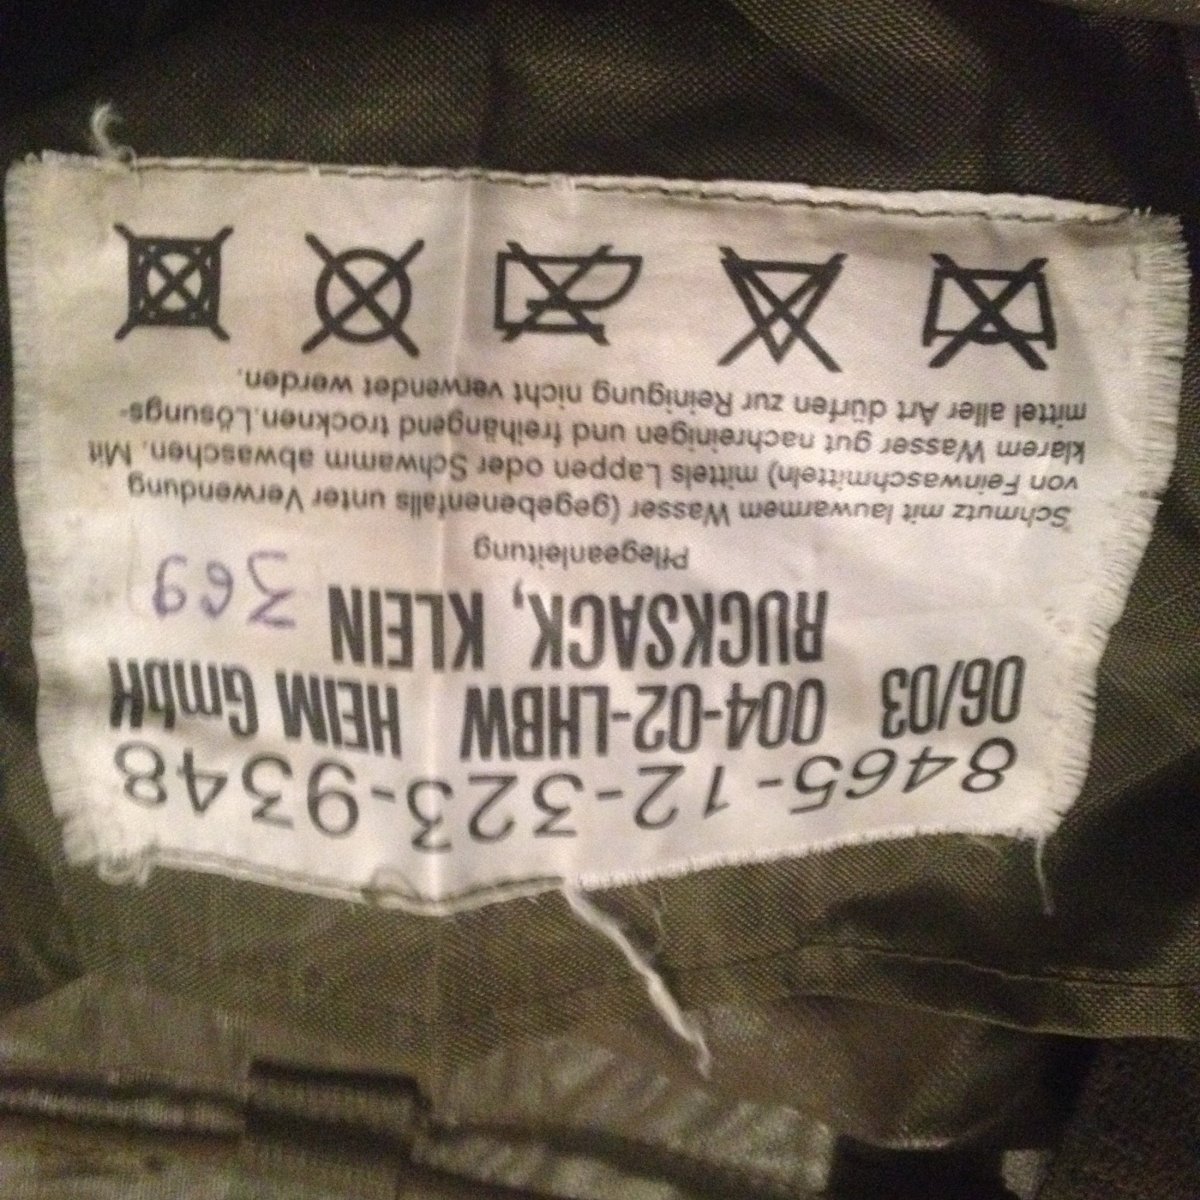 8465-12-323-9348
06/03 004-02-LHBW HEIM GmbH
RUCKSACK, KLEIN 369
Pflegeanleitung
Schmutz mit lauwarmem Wasser (gegebenenfalls unter Verwendung
von Feinwaschmitteln) mittels Lappen oder Schwamm abwaschen. Mit
klarem Wasser gut nachreinigen und freihängend trocknen.Lösungs-
mittel aller Art dürfen zur Reinigung nicht verwendet werden.